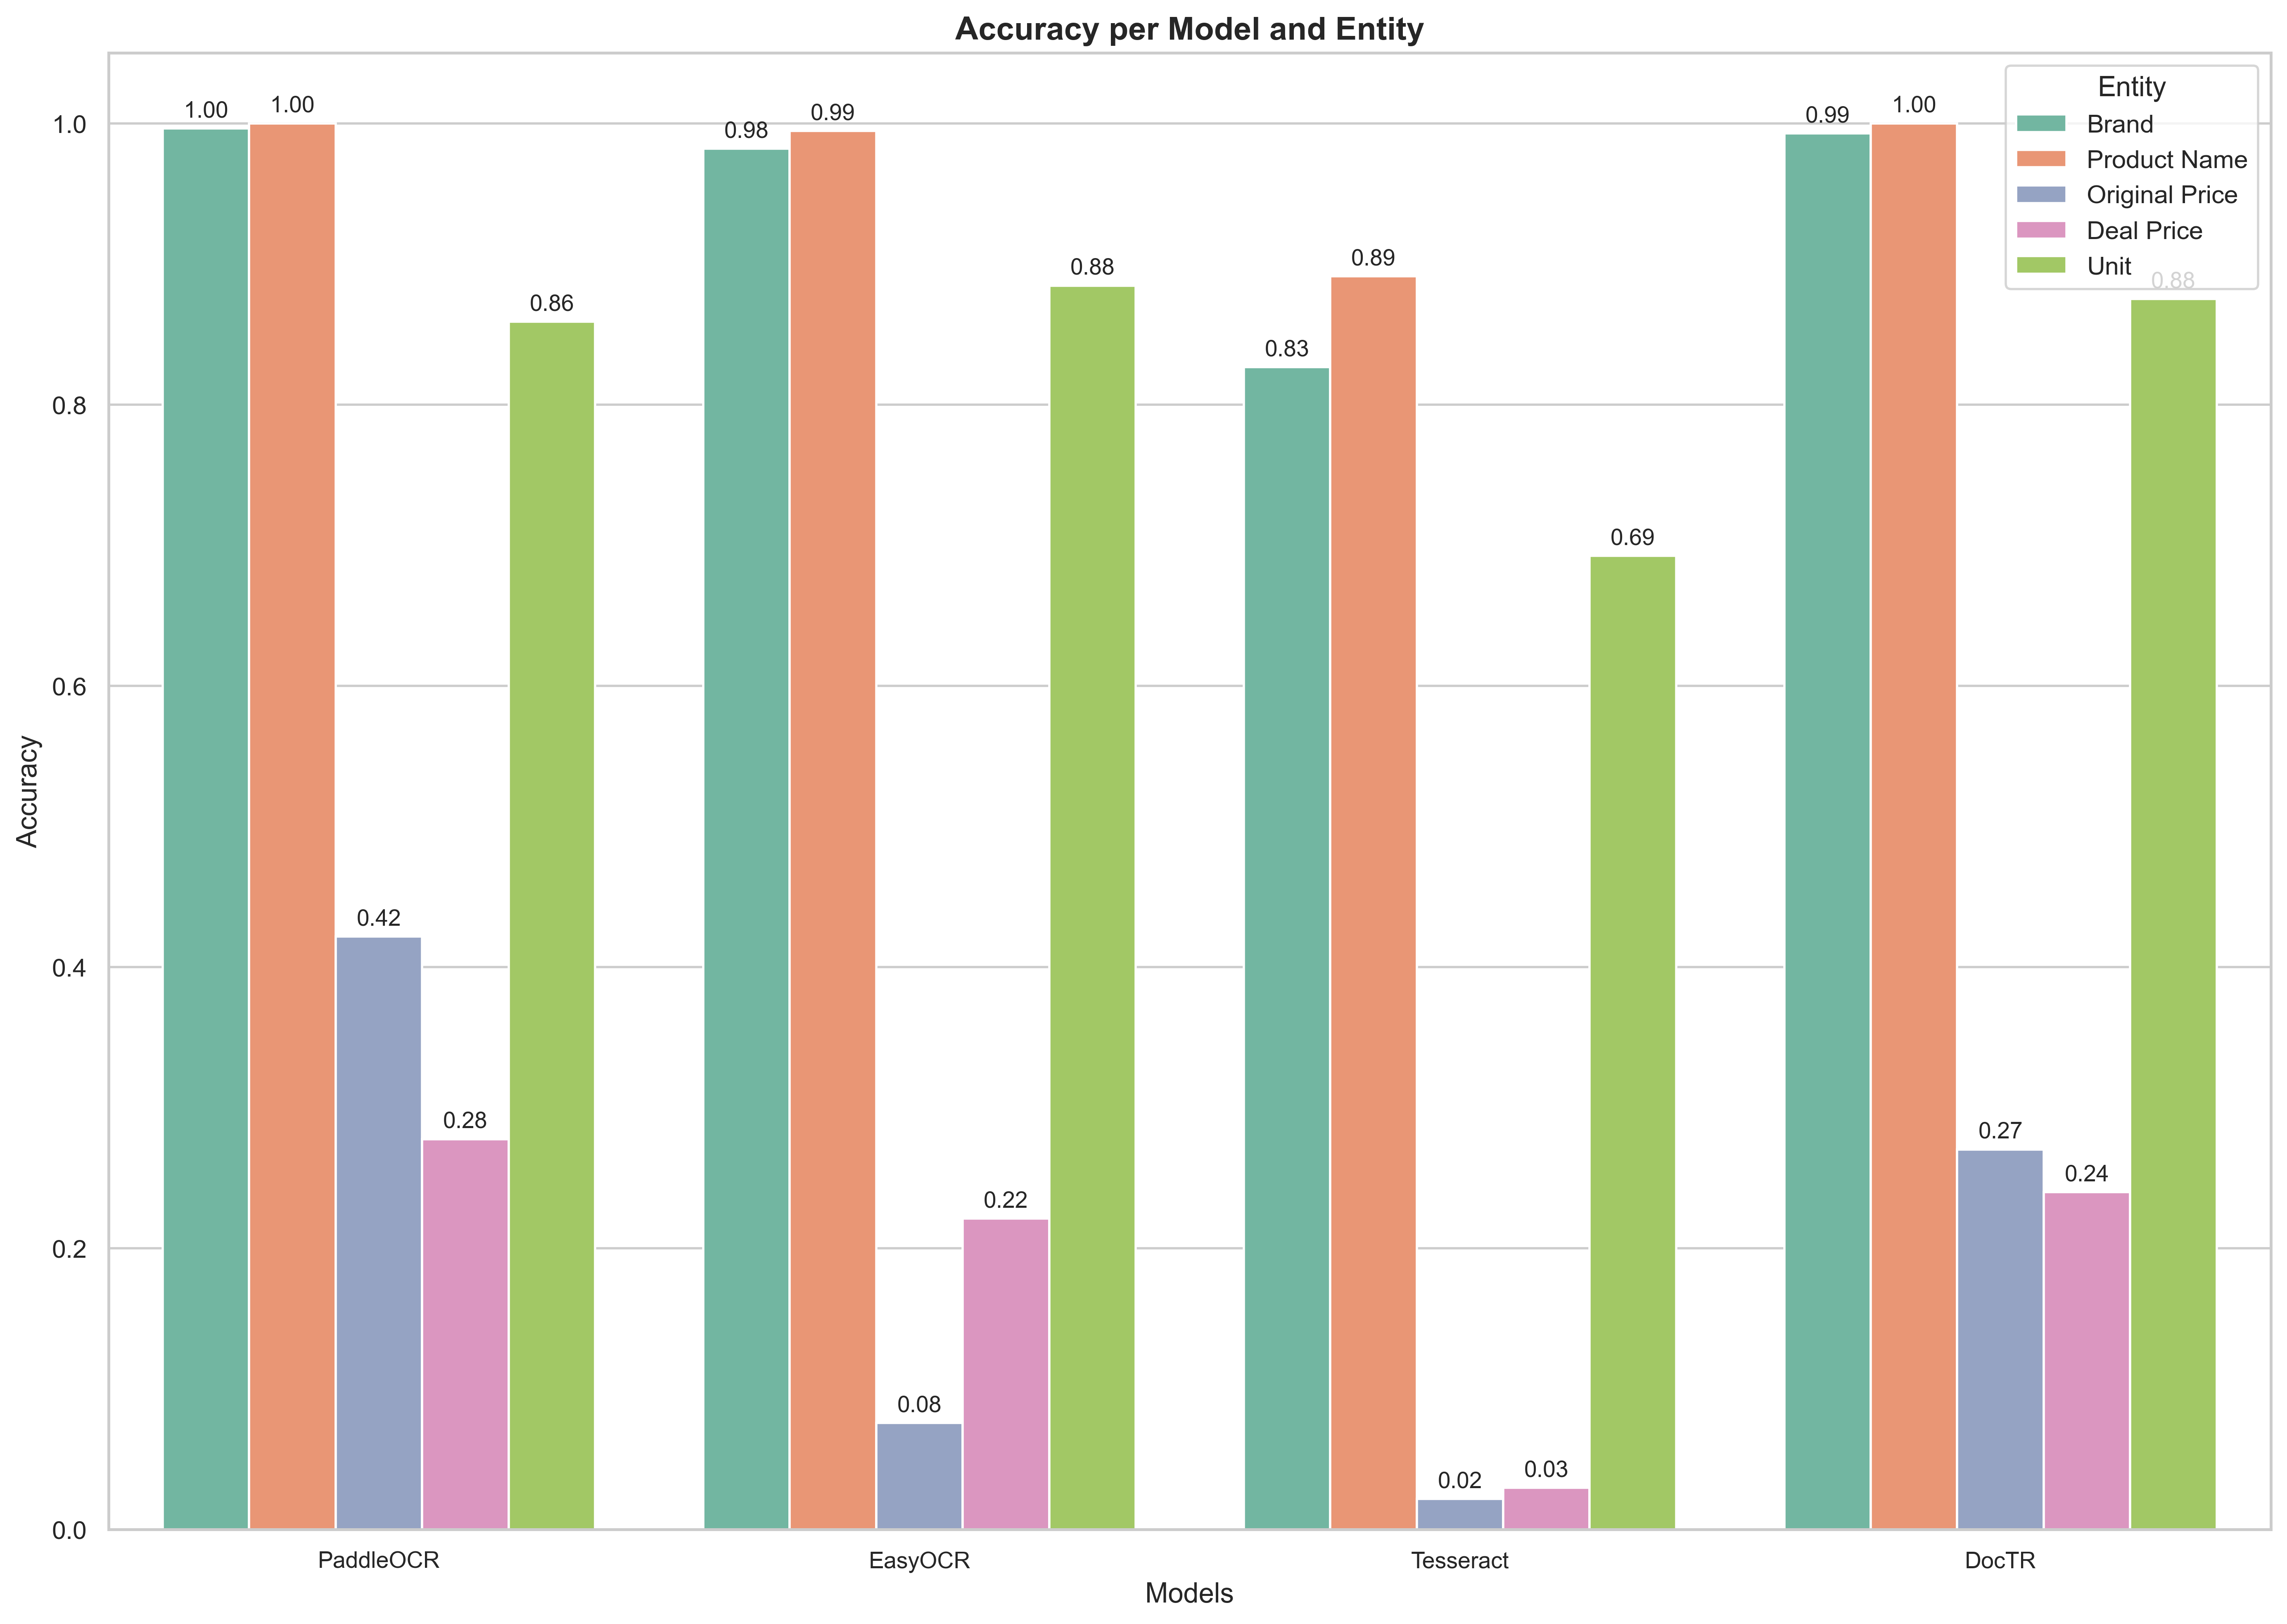 Accuracy per Model and Entity
Entity
Brand
Product Name
Original Price
Deal Price
Unit
1.00
1.00
0.42
0.28
0.86
0.98
0.99
0.08
0.22
0.88
0.83
0.89
0.02
0.03
0.69
0.99
1.00
0.27
0.24
0.88
1.0
0.8
0.6
0.4
0.2
0.0
Accuracy
PaddleOCR
EasyOCR
Tesseract
DocTR
Models